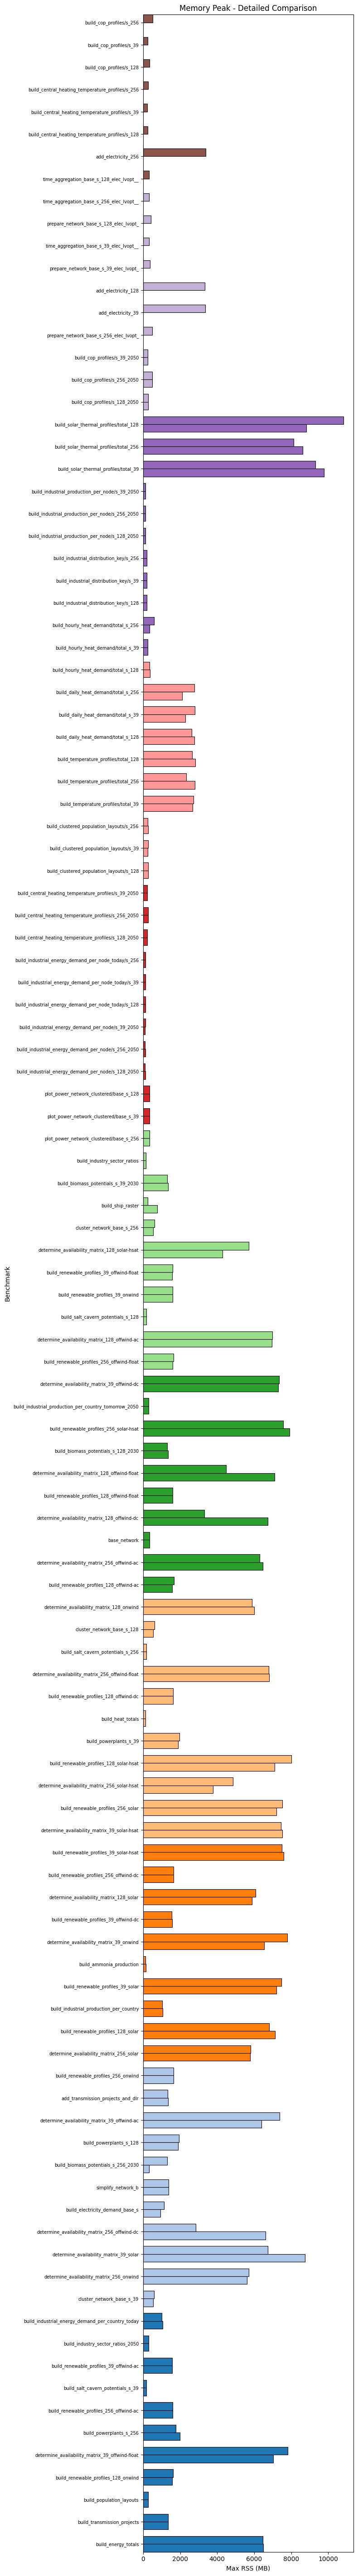 Memory Peak - Detailed Comparison
build_cop_profiles/s_256
build_cop_profiles/s_39
build_cop_profiles/s_128
build_central_heating_temperature_profiles/s_256
build_central_heating_temperature_profiles/s_39
build_central_heating_temperature_profiles/s_128
add_electricity_256
time_aggregation_base_s_128_elec_lvopt__
time_aggregation_base_s_256_elec_lvopt__
prepare_network_base_s_128_elec_lvopt_
time_aggregation_base_s_39_elec_lvopt__
prepare_network_base_s_39_elec_lvopt_
add_electricity_128
add_electricity_39
prepare_network_base_s_256_elec_lvopt_
build_cop_profiles/s_39_2050
build_cop_profiles/s_256_2050
build_cop_profiles/s_128_2050
build_solar_thermal_profiles/total_128
build_solar_thermal_profiles/total_256
build_solar_thermal_profiles/total_39
build_industrial_production_per_node/s_39_2050
build_industrial_production_per_node/s_256_2050
build_industrial_production_per_node/s_128_2050
build_industrial_distribution_key/s_256
build_industrial_distribution_key/s_39
build_industrial_distribution_key/s_128
build_hourly_heat_demand/total_s_256
build_hourly_heat_demand/total_s_39
build_hourly_heat_demand/total_s_128
build_daily_heat_demand/total_s_256
build_daily_heat_demand/total_s_39
build_daily_heat_demand/total_s_128
build_temperature_profiles/total_128
build_temperature_profiles/total_256
build_temperature_profiles/total_39
build_clustered_population_layouts/s_256
build_clustered_population_layouts/s_39
build_clustered_population_layouts/s_128
build_central_heating_temperature_profiles/s_39_2050
build_central_heating_temperature_profiles/s_256_2050
build_central_heating_temperature_profiles/s_128_2050
build_industrial_energy_demand_per_node_today/s_256
build_industrial_energy_demand_per_node_today/s_39
build_industrial_energy_demand_per_node_today/s_128
build_industrial_energy_demand_per_node/s_39_2050
build_industrial_energy_demand_per_node/s_256_2050
build_industrial_energy_demand_per_node/s_128_2050
plot_power_network_clustered/base_s_128
plot_power_network_clustered/base_s_39
plot_power_network_clustered/base_s_256
build_industry_sector_ratios
build_biomass_potentials_s_39_2030
build_ship_raster
cluster_network_base_s_256
determine_availability_matrix_128_solar-hsat
build_renewable_profiles_39_offwind-float
build_renewable_profiles_39_onwind
build_salt_cavern_potentials_s_128
determine_availability_matrix_128_offwind-ac
build_renewable_profiles_256_offwind-float
determine_availability_matrix_39_offwind-dc
build_industrial_production_per_country_tomorrow_2050
build_renewable_profiles_256_solar-hsat
build_biomass_potentials_s_128_2030
determine_availability_matrix_128_offwind-float
build_renewable_profiles_128_offwind-float
determine_availability_matrix_128_offwind-dc
base_network
determine_availability_matrix_256_offwind-ac
build_renewable_profiles_128_offwind-ac
determine_availability_matrix_128_onwind
cluster_network_base_s_128
build_salt_cavern_potentials_s_256
determine_availability_matrix_256_offwind-float
build_renewable_profiles_128_offwind-dc
build_heat_totals
build_powerplants_s_39
build_renewable_profiles_128_solar-hsat
determine_availability_matrix_256_solar-hsat
build_renewable_profiles_256_solar
determine_availability_matrix_39_solar-hsat
build_renewable_profiles_39_solar-hsat
build_renewable_profiles_256_offwind-dc
determine_availability_matrix_128_solar
build_renewable_profiles_39_offwind-dc
determine_availability_matrix_39_onwind
build_ammonia_production
build_renewable_profiles_39_solar
build_industrial_production_per_country
build_renewable_profiles_128_solar
determine_availability_matrix_256_solar
build_renewable_profiles_256_onwind
add_transmission_projects_and_dlr
determine_availability_matrix_39_offwind-ac
build_powerplants_s_128
build_biomass_potentials_s_256_2030
simplify_network_b
build_electricity_demand_base_s
determine_availability_matrix_256_offwind-dc
determine_availability_matrix_39_solar
determine_availability_matrix_256_onwind
cluster_network_base_s_39
build_industrial_energy_demand_per_country_today
build_industry_sector_ratios_2050
build_renewable_profiles_39_offwind-ac
build_salt_cavern_potentials_s_39
build_renewable_profiles_256_offwind-ac
build_powerplants_s_256
determine_availability_matrix_39_offwind-float
build_renewable_profiles_128_onwind
build_population_layouts
build_transmission_projects
build_energy_totals
Benchmark
0 2000 4000 6000 8000 10000
Max RSS (MB)